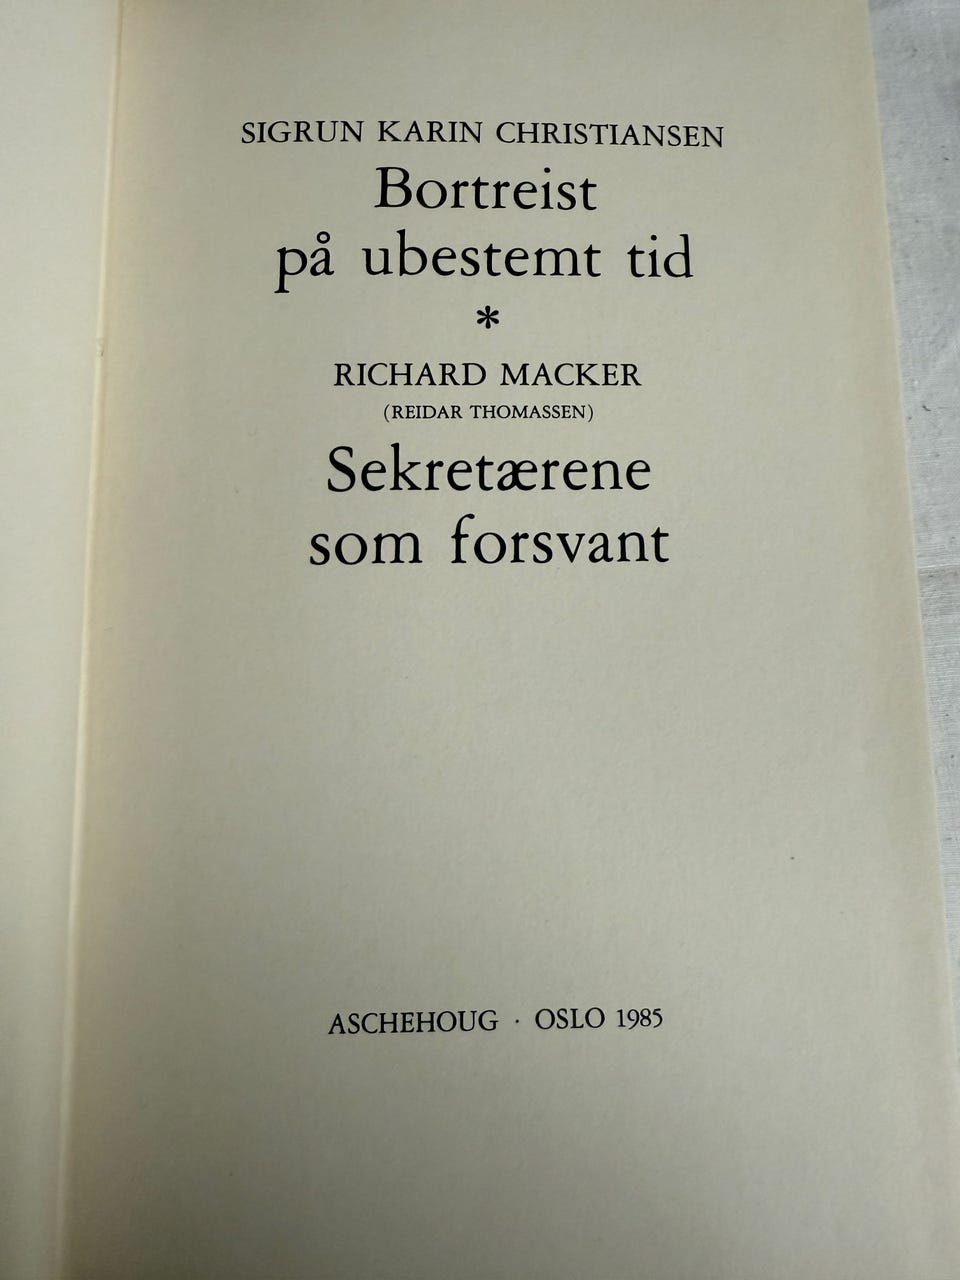 SIGRUN KARIN CHRISTIANSEN
Bortreist
på ubestemt tid
*
RICHARD MACKER
(REIDAR THOMASSEN)
Sekretærene
som forsvant
ASCHEHOUG · OSLO 1985